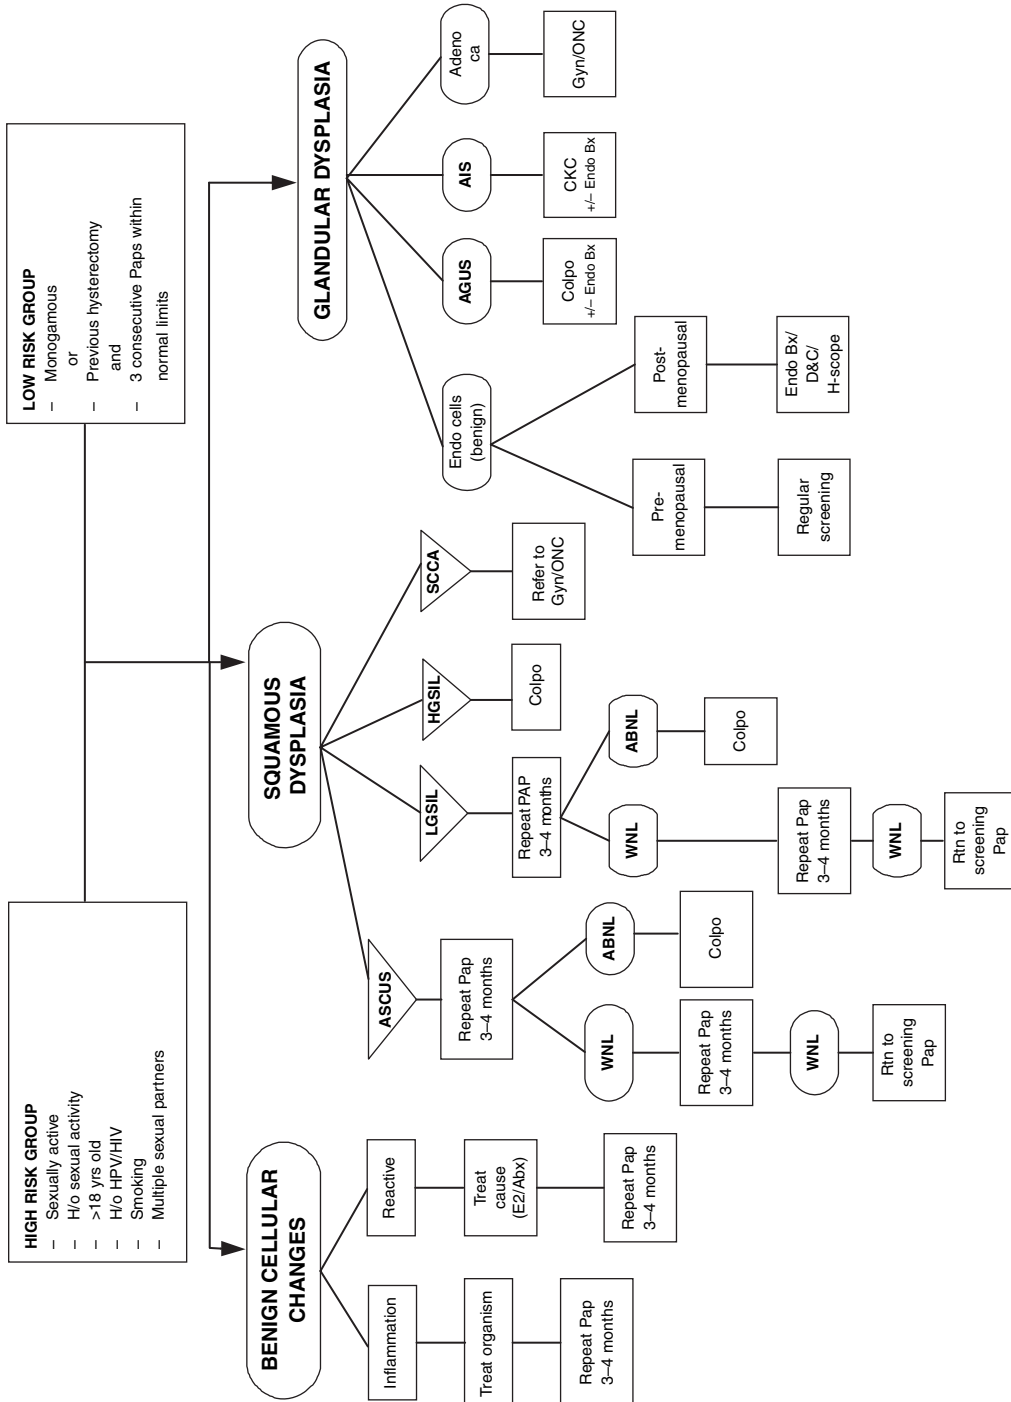 HIGH RISK GROUP
– Sexually active
– H/o sexual activity
– >18 yrs old
– H/o HPV/HIV
– Smoking
– Multiple sexual partners
LOW RISK GROUP
– Monogamous
or
– Previous hysterectomy
and
– 3 consecutive Paps within
normal limits
BENIGN CELLULAR
CHANGES
Inflammation
Treat organism
Repeat Pap
3–4 months
Reactive
Treat
cause
(E2/Abx)
Repeat Pap
3–4 months
SQUAMOUS
DYSPLASIA
ASCUS
Repeat Pap
3–4 months
WNL
Repeat Pap
3–4 months
WNL
Rtn to
screening
Pap
ABNL
Colpo
LGSIL
Repeat PAP
3–4 months
WNL
Repeat Pap
3–4 months
WNL
Rtn to
screening
Pap
ABNL
Colpo
HGSIL
Colpo
SCCA
Refer to
Gyn/ONC
GLANDULAR DYSPLASIA
Endo cells
(benign)
Pre-
menopausal
Regular
screening
Post-
menopausal
Endo Bx/
D&C/
H-scope
AGUS
Colpo
+/– Endo Bx
AIS
CKC
+/– Endo Bx
Adeno
ca
Gyn/ONC